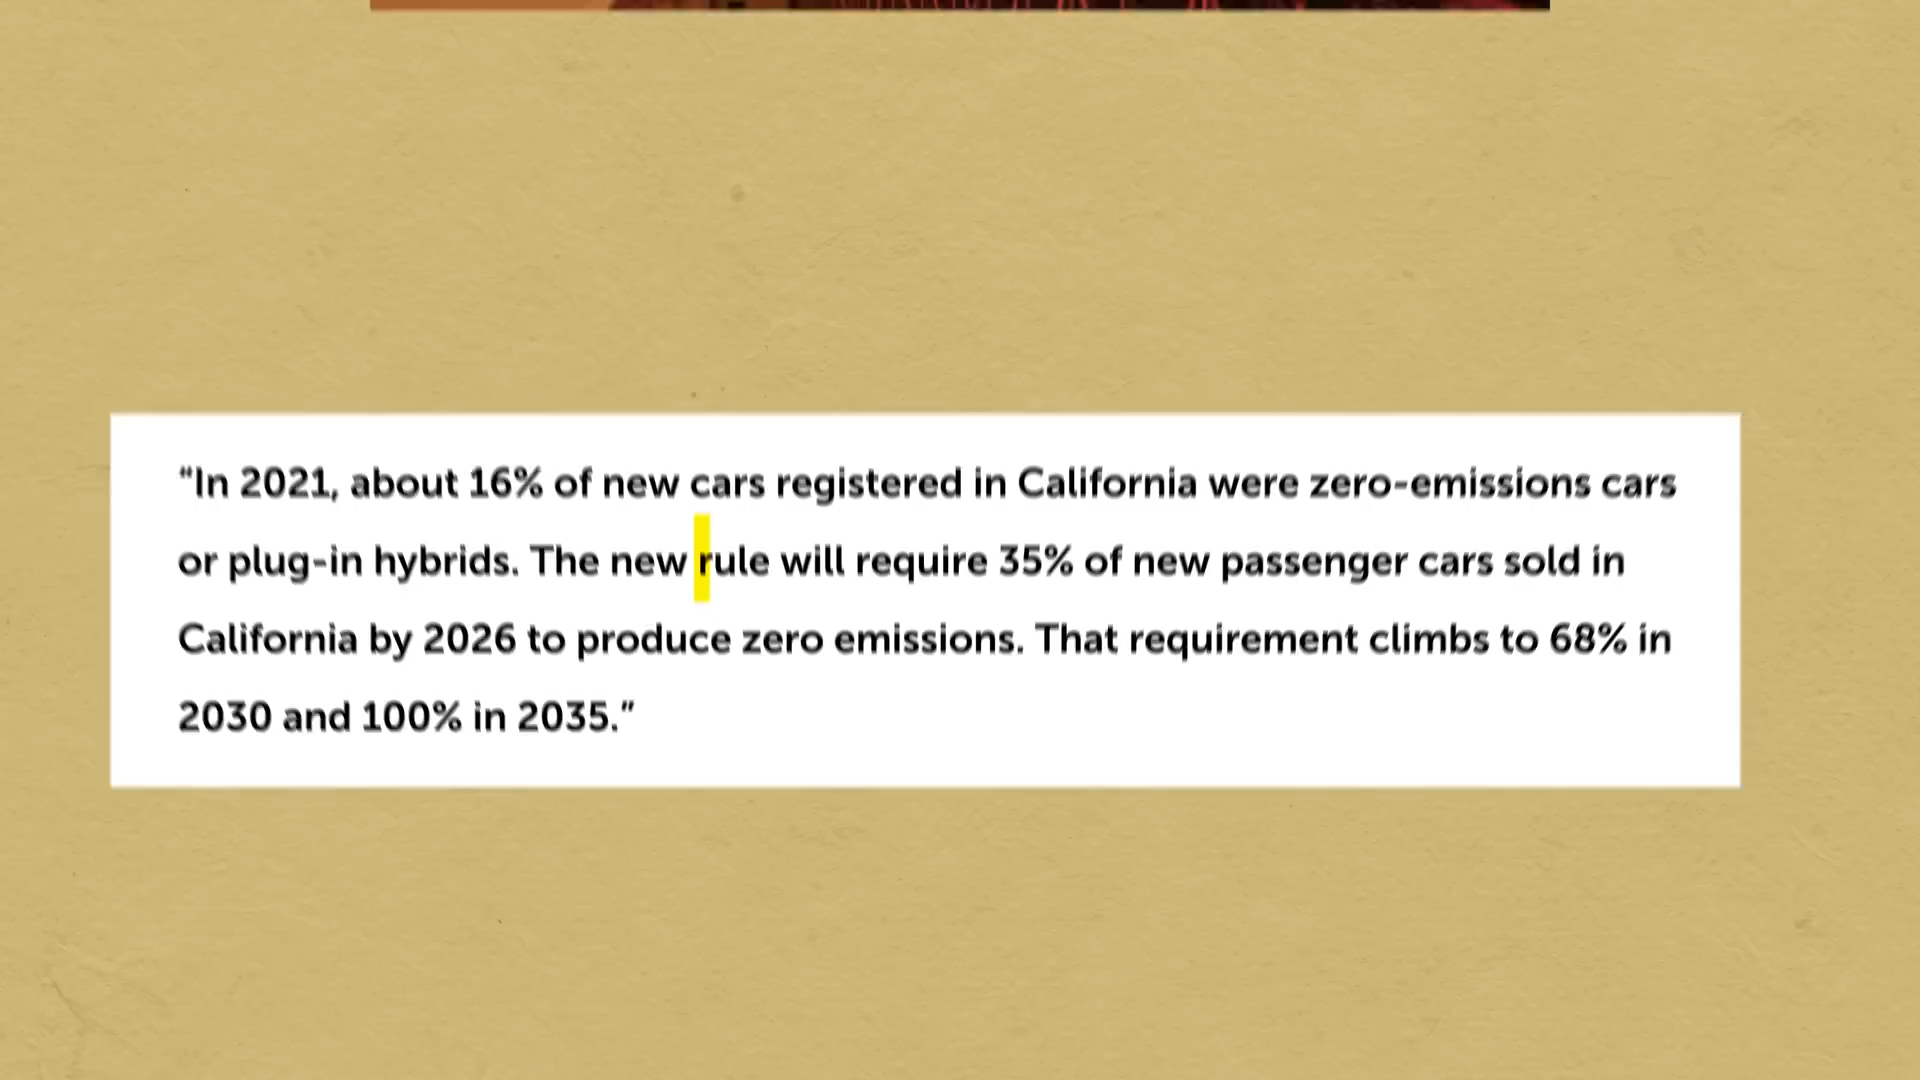 “In 2021, about 16% of new cars registered in California were zero-emissions cars
or plug-in hybrids. The new rule will require 35% of new passenger cars sold in
California by 2026 to produce zero emissions. That requirement climbs to 68% in
2030 and 100% in 2035.”